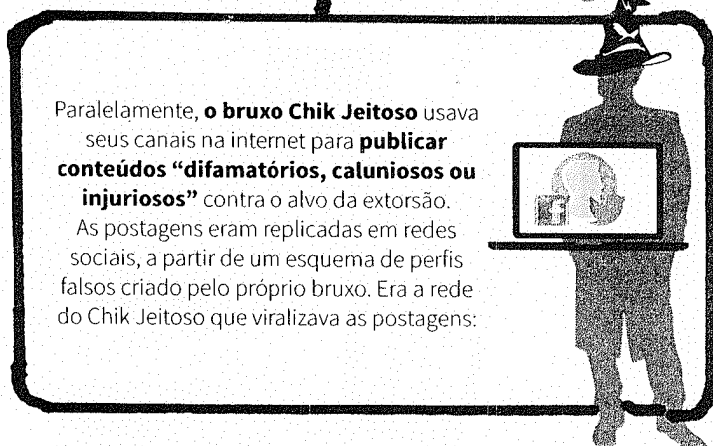 Paralelamente, o bruxo Chik Jeitoso usava
seus canais na internet para publicar
conteúdos “difamatórios, caluniosos ou
injuriosos” contra o alvo da extorsão.
As postagens eram replicadas em redes
sociais, a partir de um esquema de perfis
falsos criado pelo próprio bruxo. Era a rede
do Chik Jeitoso que viralizava as postagens: